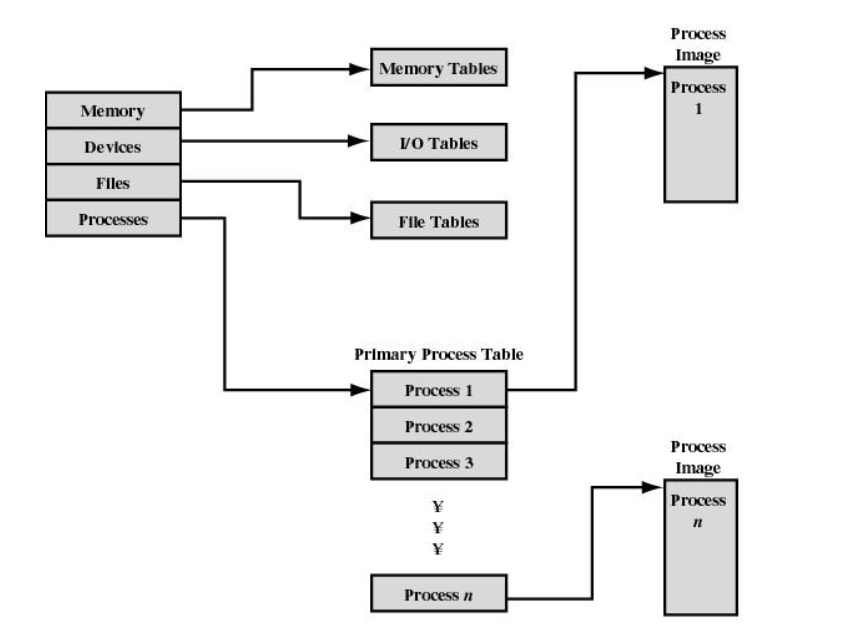 Memory
Devices
Files
Processes
Memory Tables
I/O Tables
File Tables
Primary Process Table
Process 1
Process 2
Process 3
¥
¥
¥
Process n
Process
Image
Process
1
Process
Image
Process
n